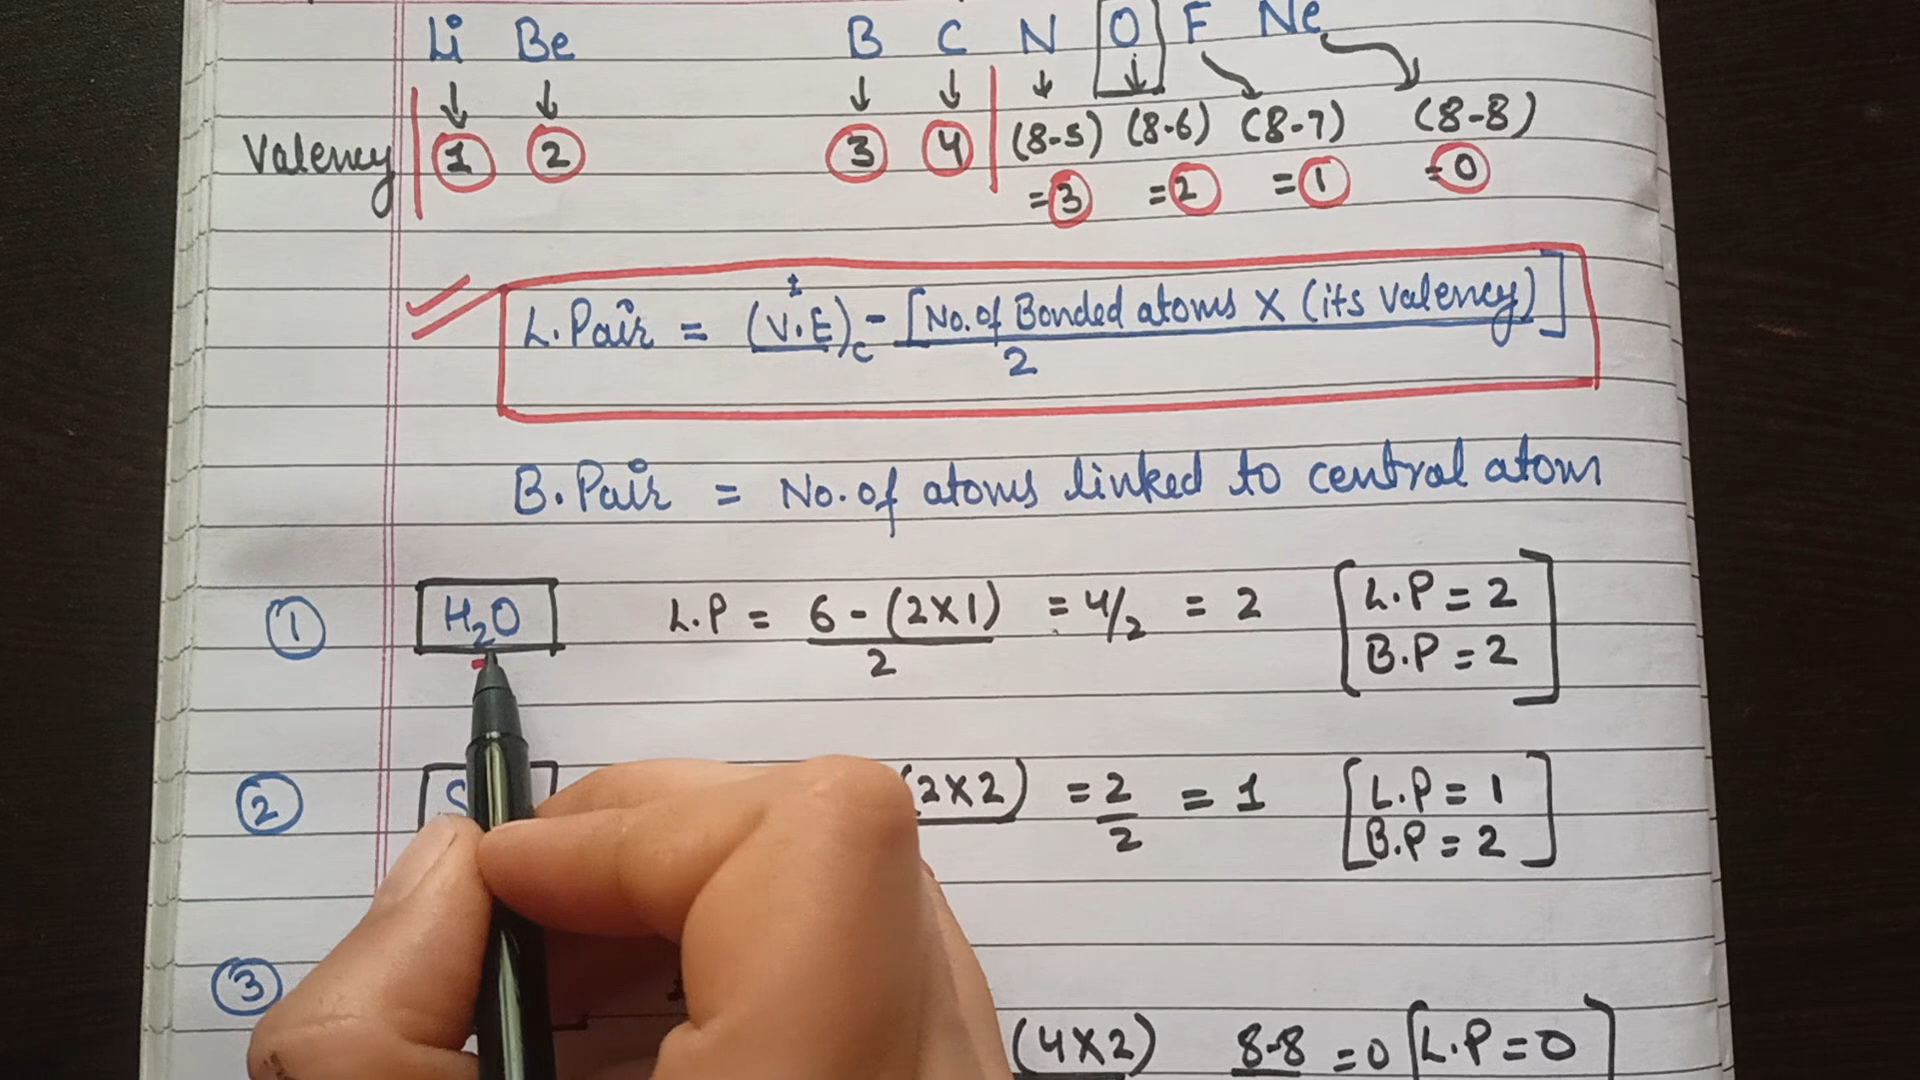 Li Be B C N O F Ne
Valency 1 2 3 4 (8-5) (8-6) (8-7) (8-8)
=3 =2 =1 =0
L.Pair = (V.E)c - [No. of Bonded atoms X (its valency)]
2
B.Pair = No. of atoms linked to central atom
1 H2O L.P = 6 - (2X1) = 4/2 = 2 [L.P = 2
2 B.P = 2]
2 (2X2) = 2 = 1 [L.P = 1
2 B.P = 2]
3
(4X2) 8-8 = 0 [L.P = 0]